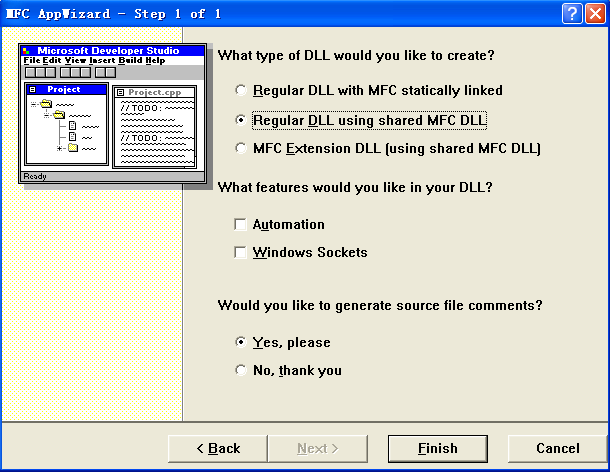 MFC AppWizard - Step 1 of 1
Microsoft Developer Studio
File Edit View Insert Build Help
Project
Project.cpp
// TODO:
// TODO:
Ready
What type of DLL would you like to create?
Regular DLL with MFC statically linked
Regular DLL using shared MFC DLL
MFC Extension DLL (using shared MFC DLL)
What features would you like in your DLL?
Automation
Windows Sockets
Would you like to generate source file comments?
Yes, please
No, thank you
< Back
Next >
Finish
Cancel